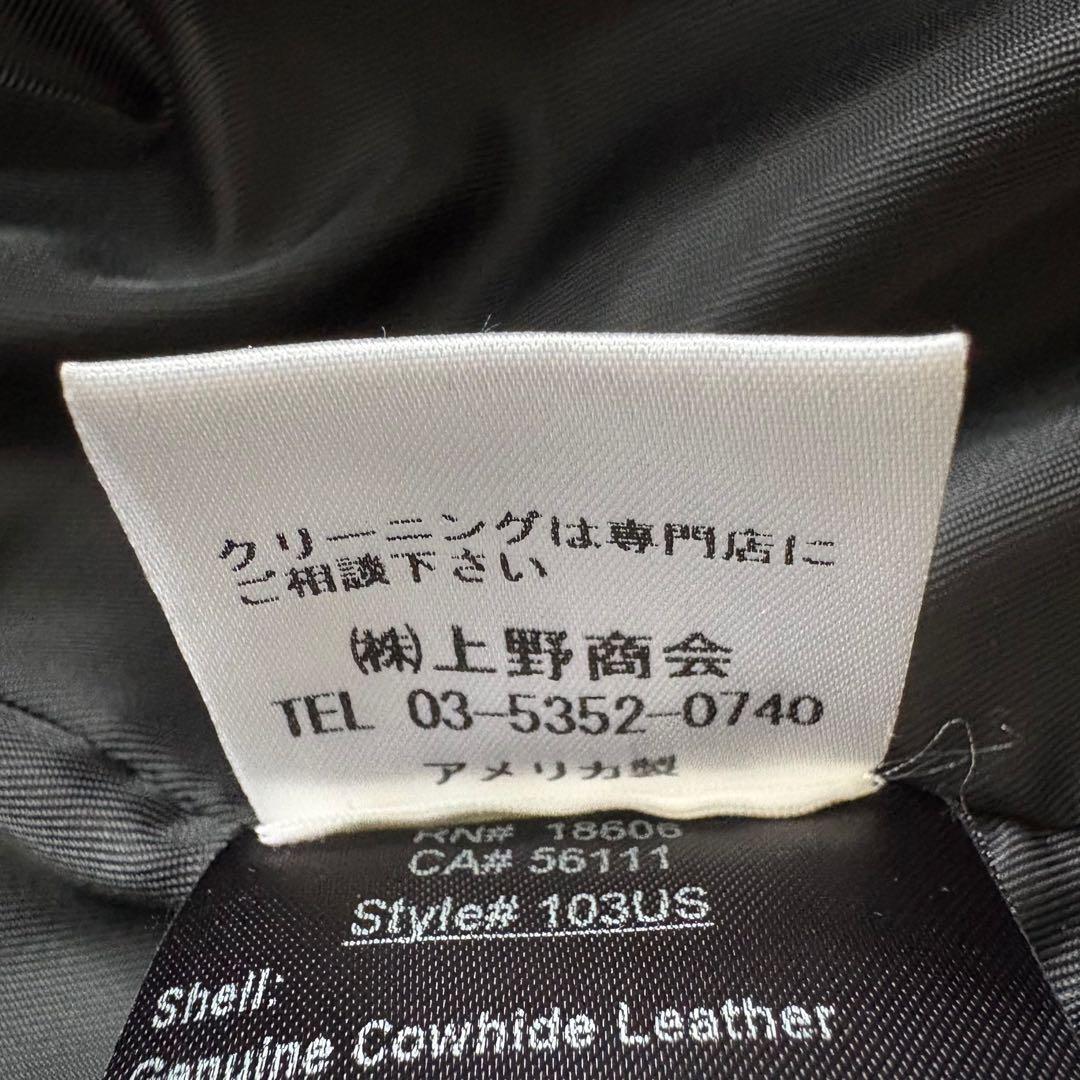 クリーニングは専門店に
ご相談下さい
㈱上野商会
TEL 03-5352-0740
アメリカ製
RN# 18606
CA# 56111
Style# 103US
Shell:
Genuine Cowhide Leather